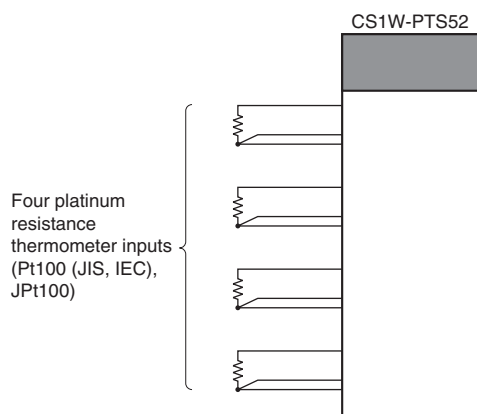 CS1W-PTS52
Four platinum
resistance
thermometer inputs
(Pt100 (JIS, IEC),
JPt100)